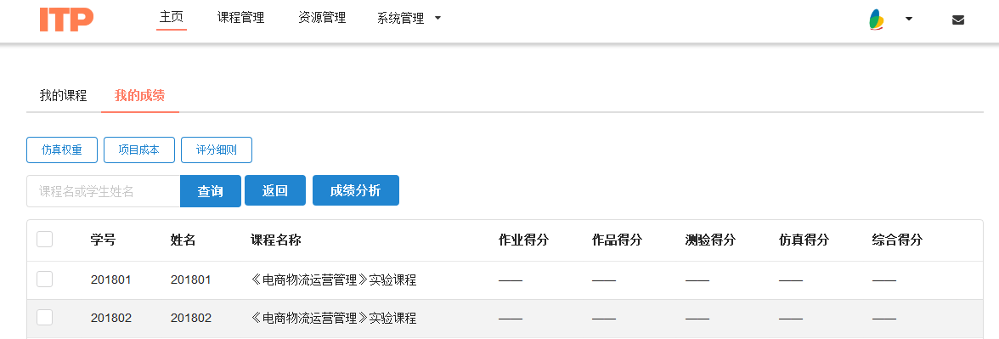 ITP 主页 课程管理 资源管理 系统管理
我的课程 我的成绩
仿真权重 项目成本 评分细则
课程名或学生姓名 查询 返回 成绩分析
学号 姓名 课程名称 作业得分 作品得分 测验得分 仿真得分 综合得分
201801 201801 《电商物流运营管理》实验课程 —— —— —— —— ——
201802 201802 《电商物流运营管理》实验课程 —— —— —— —— ——